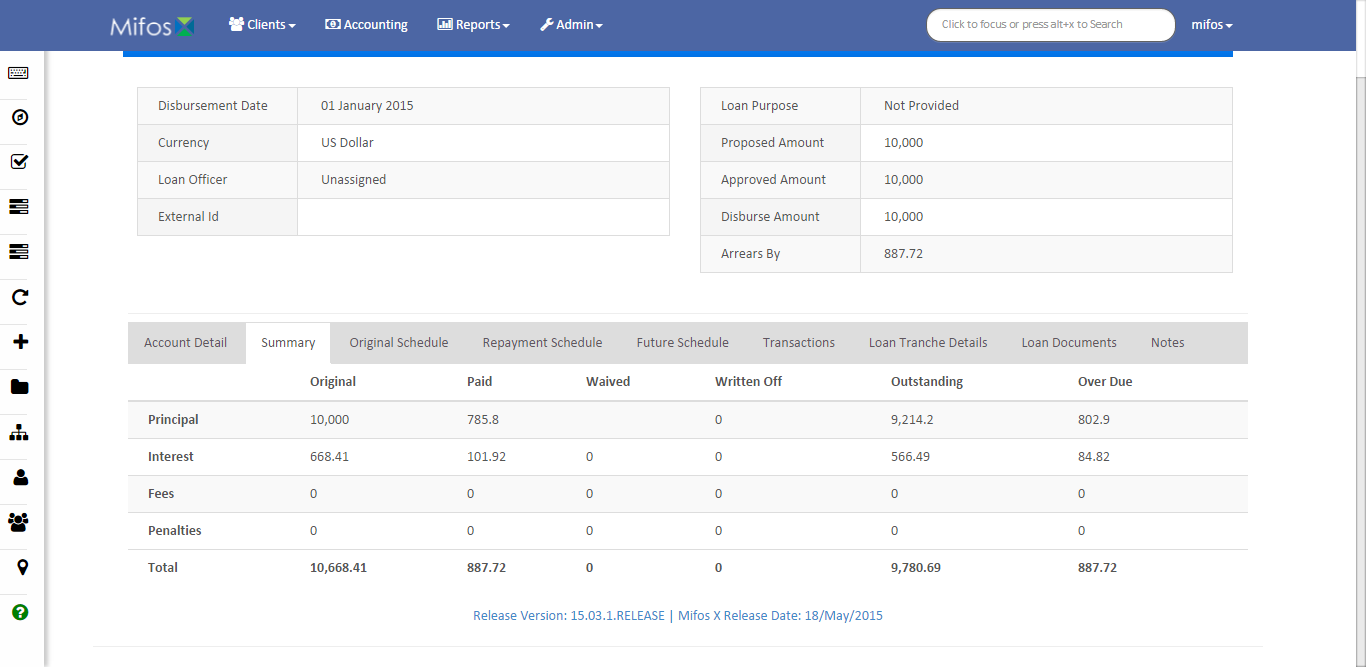 Mifos Clients Accounting Reports Admin Click to focus or press alt+x to Search mifos
Disbursement Date 01 January 2015
Currency US Dollar
Loan Officer Unassigned
External Id
Loan Purpose Not Provided
Proposed Amount 10,000
Approved Amount 10,000
Disburse Amount 10,000
Arrears By 887.72
Account Detail Summary Original Schedule Repayment Schedule Future Schedule Transactions Loan Tranche Details Loan Documents Notes
Original Paid Waived Written Off Outstanding Over Due
Principal 10,000 785.8 0 9,214.2 802.9
Interest 668.41 101.92 0 0 566.49 84.82
Fees 0 0 0 0 0 0
Penalties 0 0 0 0 0 0
Total 10,668.41 887.72 0 0 9,780.69 887.72
Release Version: 15.03.1.RELEASE | Mifos X Release Date: 18/May/2015